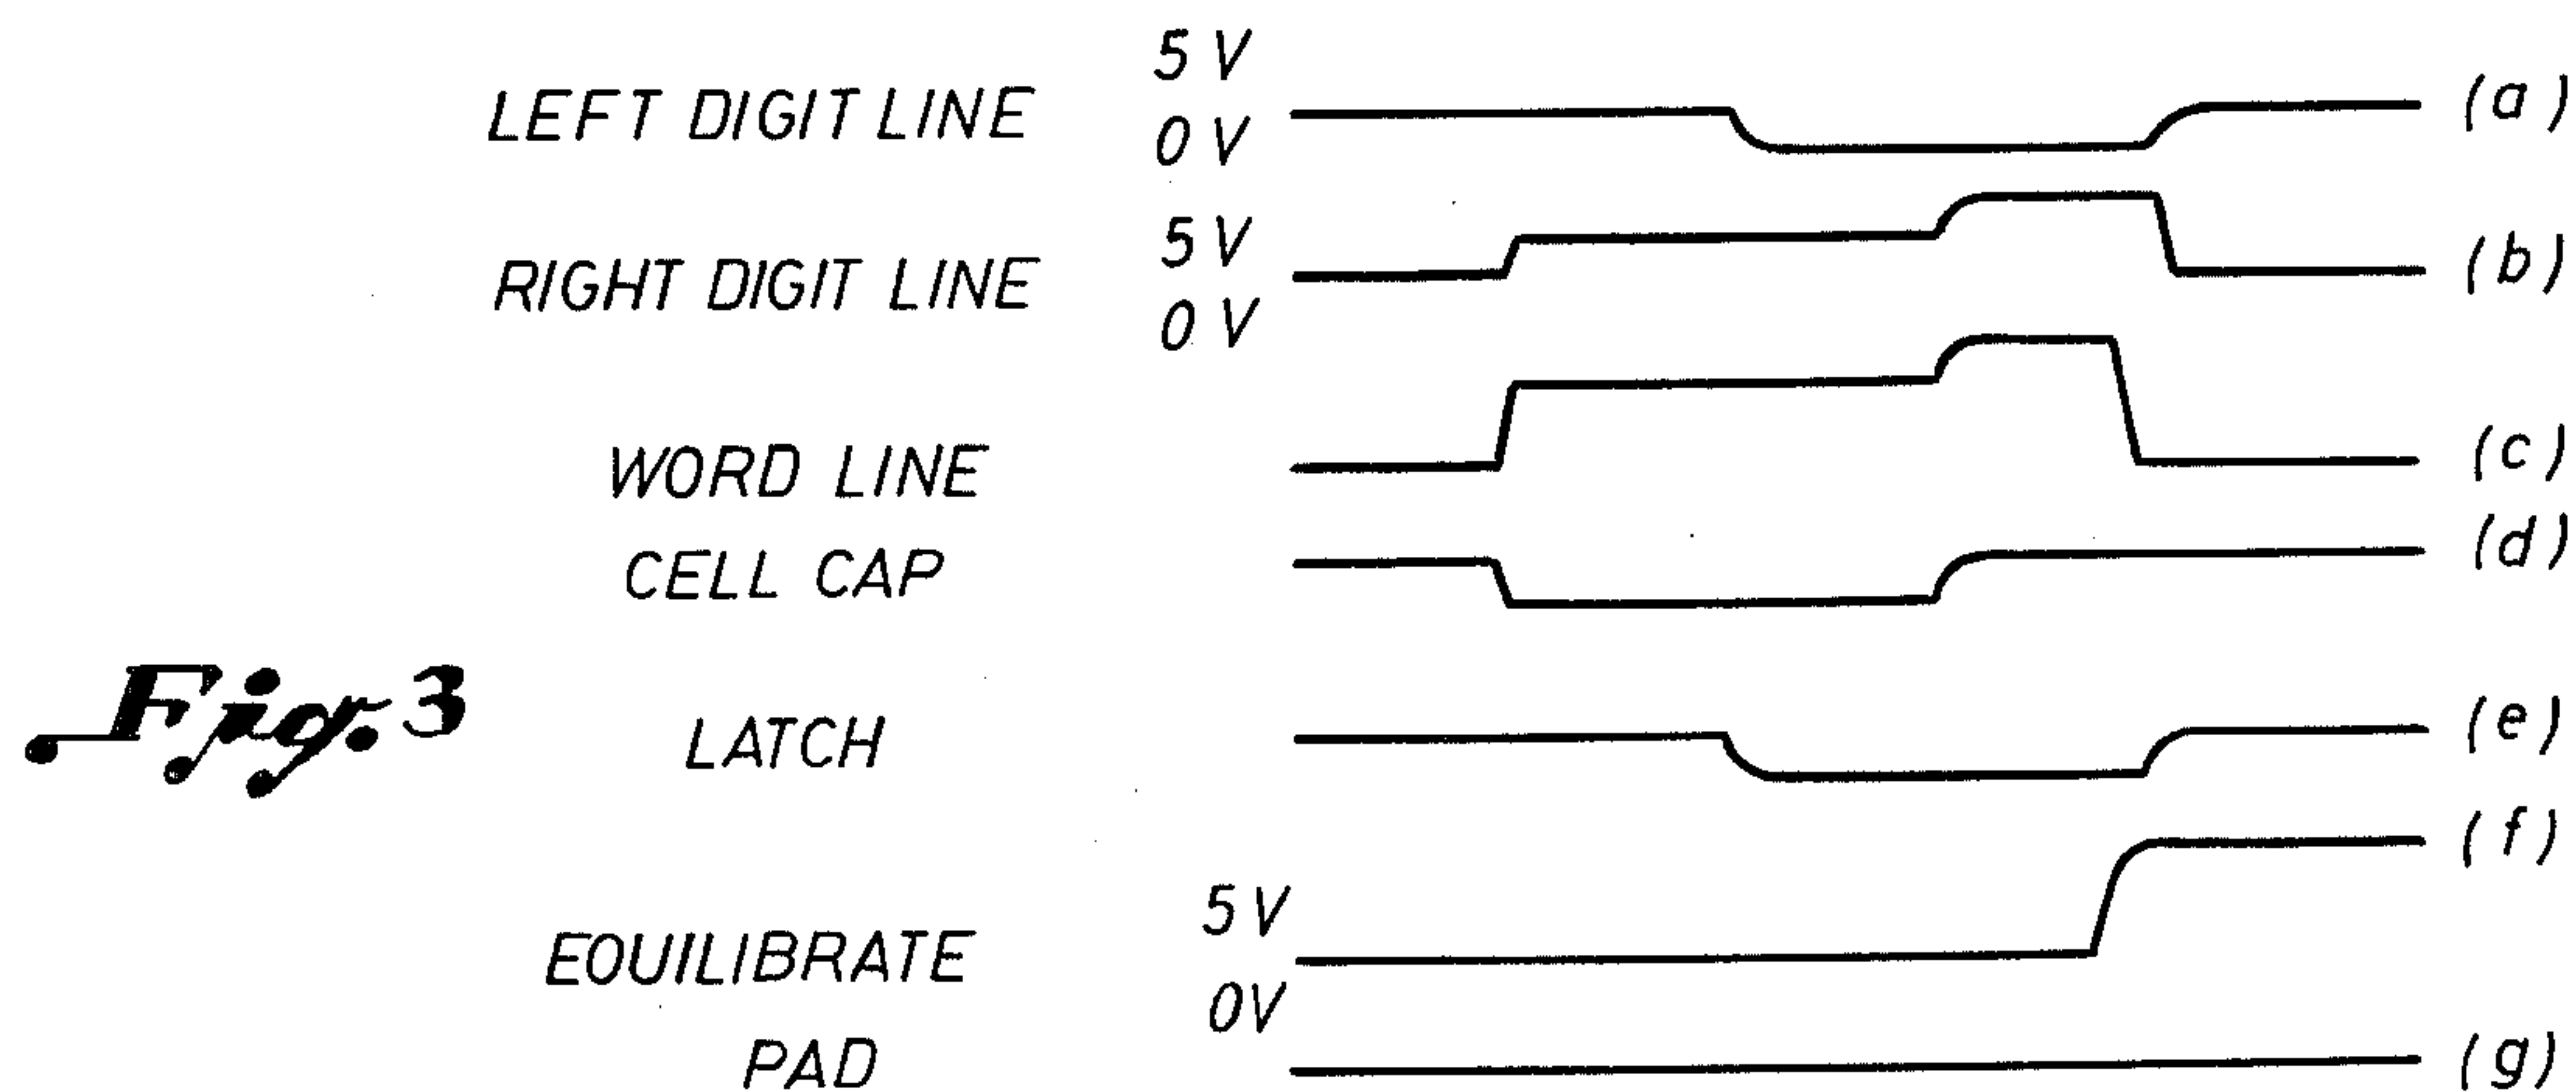 5 V
LEFT DIGIT LINE
(a)
0 V
5 V
RIGHT DIGIT LINE
(b)
0 V
WORD LINE
(c)
CELL CAP
(d)
Fig. 3
LATCH
(e)
(f)
5 V
EQUILIBRATE
0V
PAD
(g)